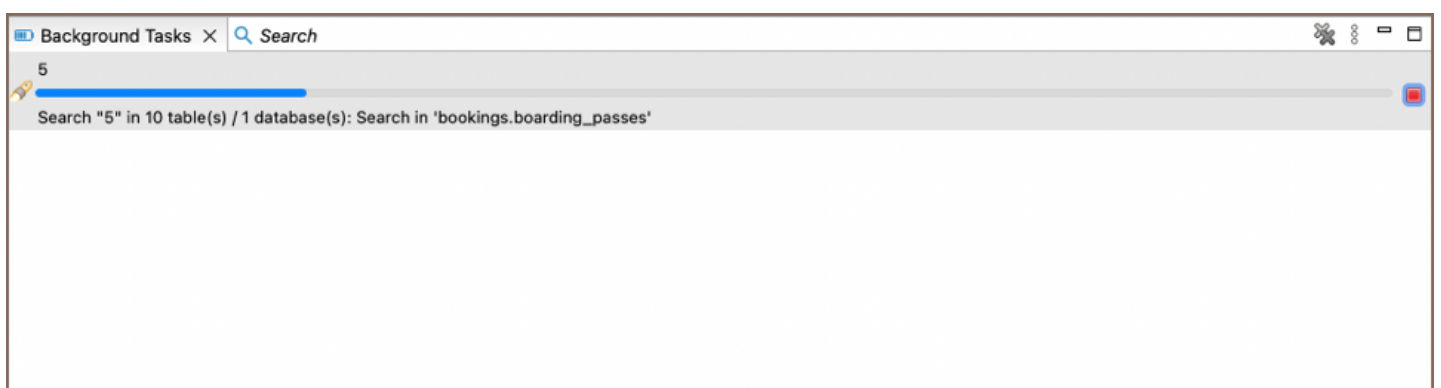 Background Tasks Search
5
Search "5" in 10 table(s) / 1 database(s): Search in 'bookings.boarding_passes'